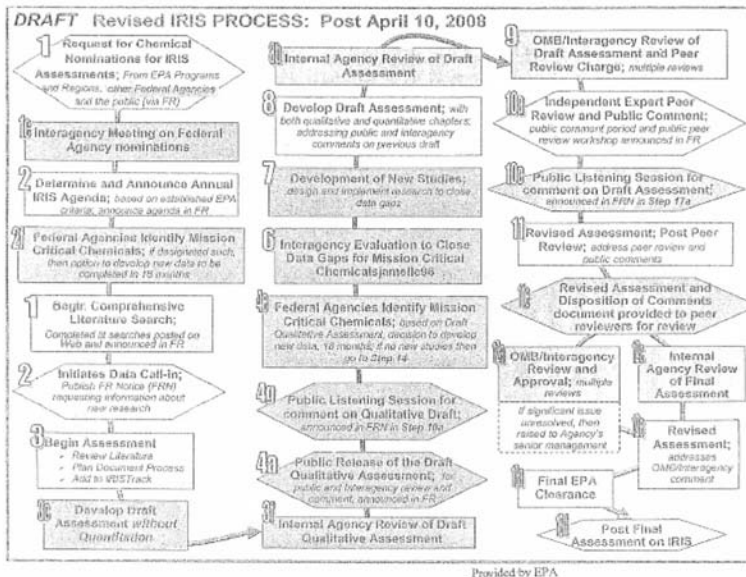 DRAFT Revised IRIS PROCESS: Post April 10, 2008
1
Request for Chemical
Nominations for IRIS
Assessments; From EPA Programs
and Regions, other Federal Agencies
and the public (via FR)
Interagency Meeting on Federal
Agency nominations
2
Determine and Announce Annual
IRIS Agenda; based on established EPA
criteria; announce agenda in FR
Federal Agencies Identify Mission
Critical Chemicals; if designated such,
then option to develop new data to be
completed in 18 months
1
Comprehensive
Literature Search;
Completed lit searches posted on
Web and announced in FR
2
Initiates Data Call-in;
Publish FR Notice (FRN)
requesting information about
new research
3
Begin Assessment
Review Literature
Plan Document Process
Add to IRISTrack
Develop Draft
Assessment without
Quantitation
Internal Agency Review of Draft
Assessment
8
Develop Draft Assessment; with
both qualitative and quantitative chapters;
addressing public and interagency
comments on previous draft
7
Development of New Studies;
design and implement research to close
data gaps
6
Interagency Evaluation to Close
Data Gaps for Mission Critical
Chemicals
Federal Agencies Identify Mission
Critical Chemicals; based on Draft
Qualitative Assessment, decision to develop
new data, 18 months; if no new studies then
go to Step 14
Public Listening Session for
comment on Qualitative Draft;
announced in FRN in Step
4a
Public Release of the Draft
Qualitative Assessment; for
public and Interagency review and
comment, announced in FR
Internal Agency Review of Draft
Qualitative Assessment
9
OMB/Interagency Review of
Draft Assessment and Peer
Review Charge; multiple reviews
10a
Independent Expert Peer
Review and Public Comment;
public comment period and public peer
review workshop announced in FR
Public Listening Session for
comment on Draft Assessment;
announced in FRN in Step 17a
11
Revised Assessment; Post
Peer Review; address peer review and
public comments
Revised Assessment and
Disposition of Comments
document provided to peer
reviewers for review
OMB/Interagency
Review and
Approval; multiple
reviews
If significant issue
unresolved, then
raised to Agency's
senior management
Internal
Agency Review
of Final
Assessment
Revised
Assessment;
addresses
OMB/Interagency
comment
Final EPA
Clearance
Post Final
Assessment on IRIS
Provided by EPA